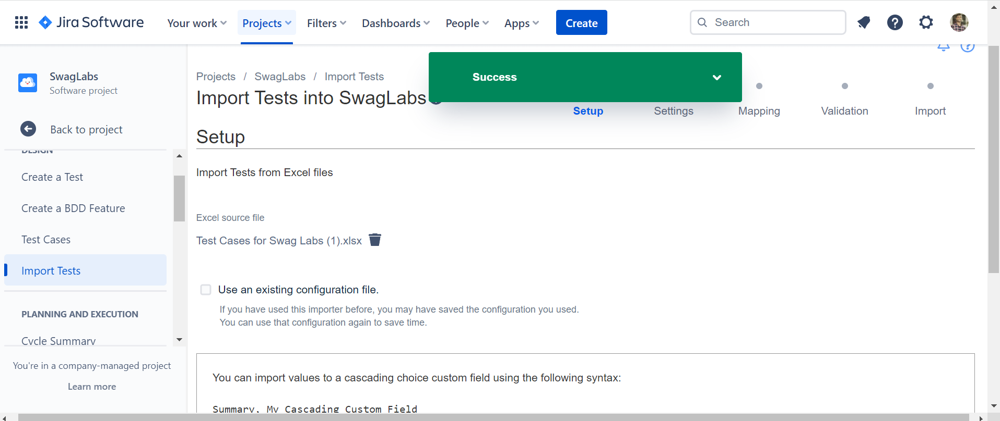 Jira Software
Your work
Projects
Filters
Dashboards
People
Apps
Create
Search
SwagLabs
Software project
Back to project
DESIGN
Create a Test
Create a BDD Feature
Test Cases
Import Tests
PLANNING AND EXECUTION
Cycle Summary
You're in a company-managed project
Learn more
Projects / SwagLabs / Import Tests
Import Tests into SwagLabs
Success
Setup
Settings
Mapping
Validation
Import
Setup
Import Tests from Excel files
Excel source file
Test Cases for Swag Labs (1).xlsx
Use an existing configuration file.
If you have used this importer before, you may have saved the configuration you used.
You can use that configuration again to save time.
You can import values to a cascading choice custom field using the following syntax:
Summary, My Cascading Custom Field